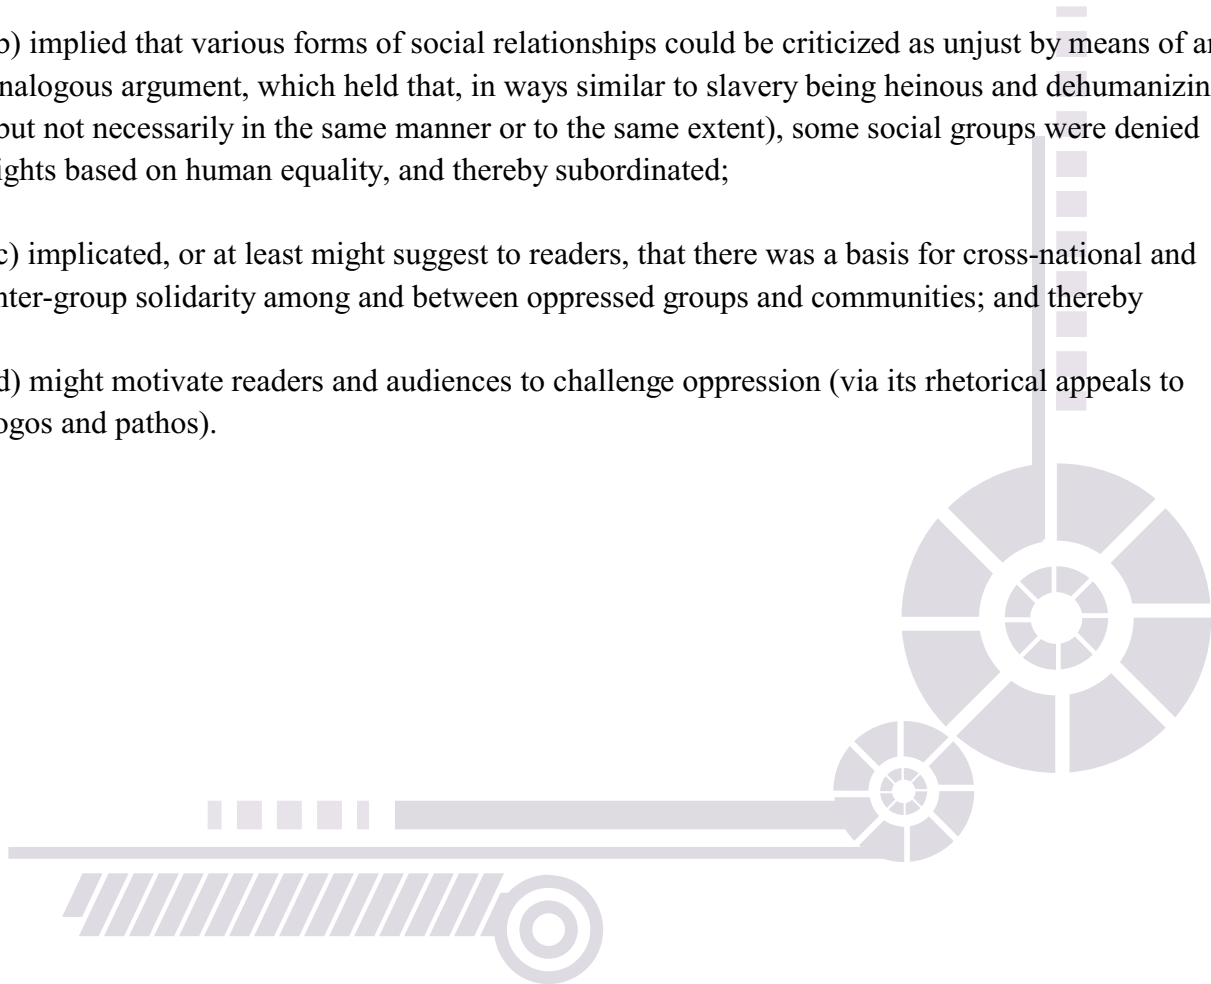 b) implied that various forms of social relationships could be criticized as unjust by means of an
nalogous argument, which held that, in ways similar to slavery being heinous and dehumanizin
but not necessarily in the same manner or to the same extent), some social groups were denied
ights based on human equality, and thereby subordinated;
c) implicated, or at least might suggest to readers, that there was a basis for cross-national and
nter-group solidarity among and between oppressed groups and communities; and thereby
d) might motivate readers and audiences to challenge oppression (via its rhetorical appeals to
ogos and pathos).